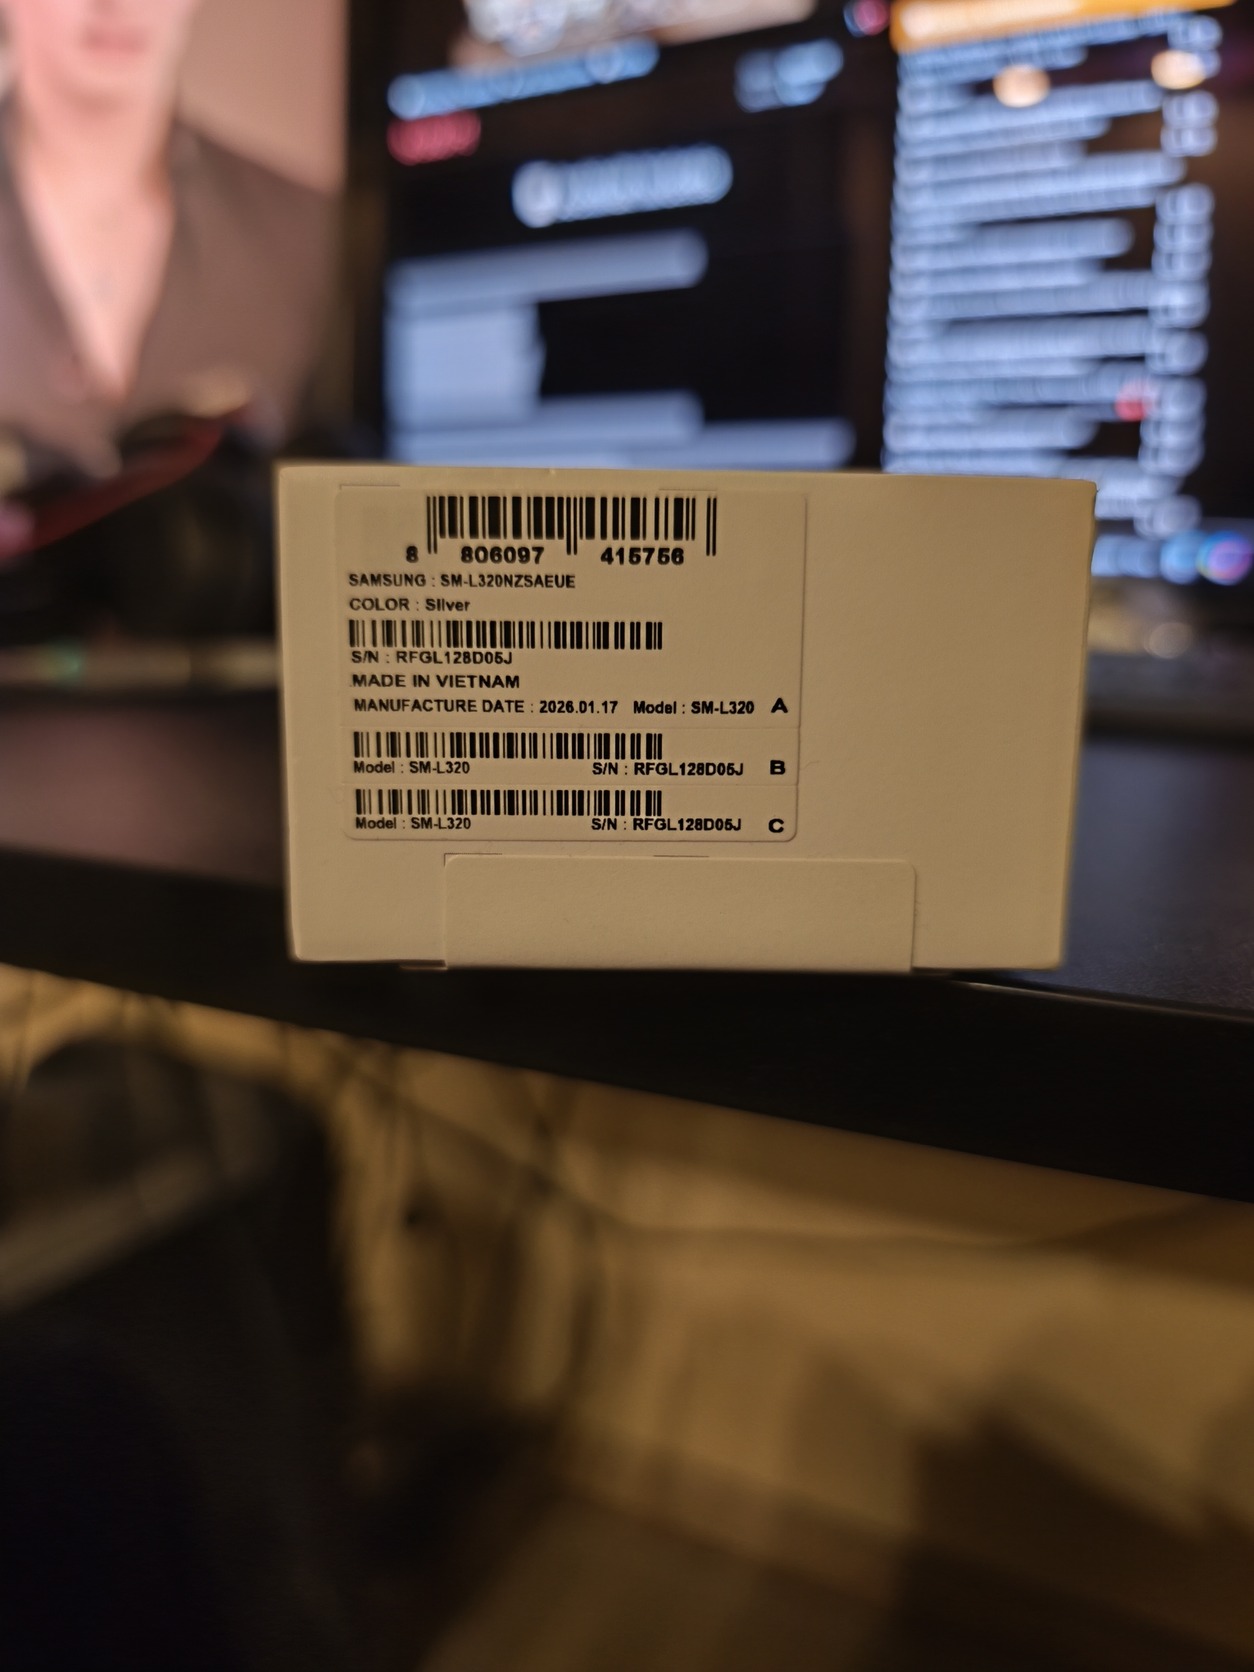 8 806097 415756
SAMSUNG : SM-L320NZSAEUE
COLOR : Silver
S/N : RFGL128D05J
MADE IN VIETNAM
MANUFACTURE DATE : 2026.01.17 Model : SM-L320 A
Model : SM-L320 S/N : RFGL128D05J B
Model : SM-L320 S/N : RFGL128D05J C